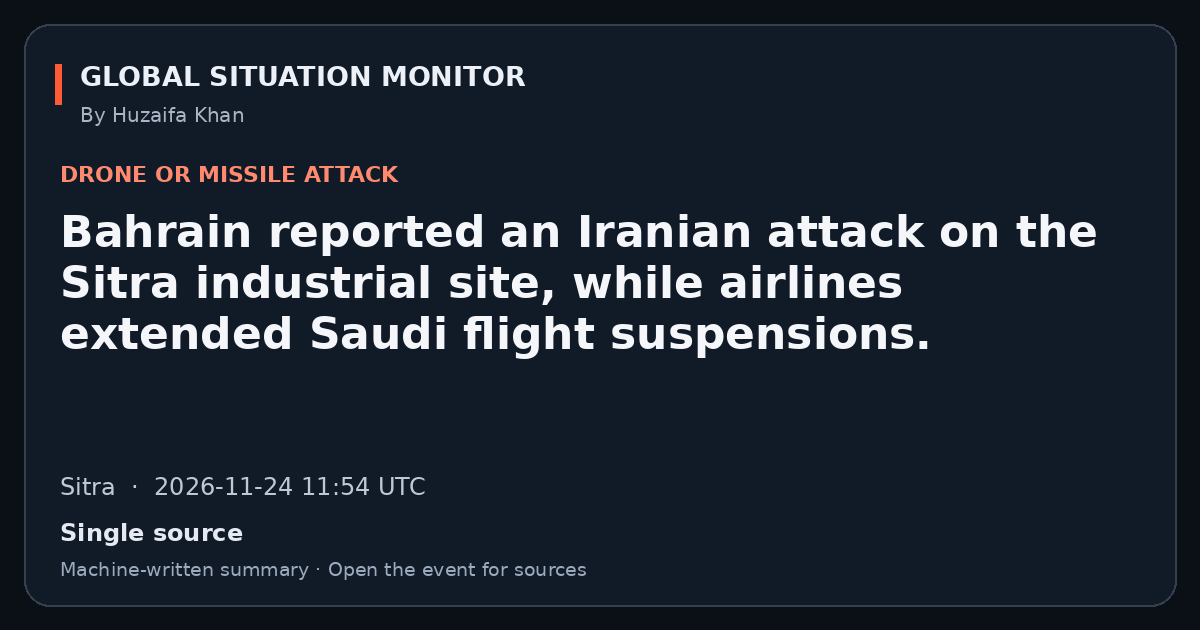 GLOBAL SITUATION MONITOR
By Huzaifa Khan
DRONE OR MISSILE ATTACK
Bahrain reported an Iranian attack on the
Sitra industrial site, while airlines
extended Saudi flight suspensions.
Sitra · 2026-11-24 11:54 UTC
Single source
Machine-written summary · Open the event for sources